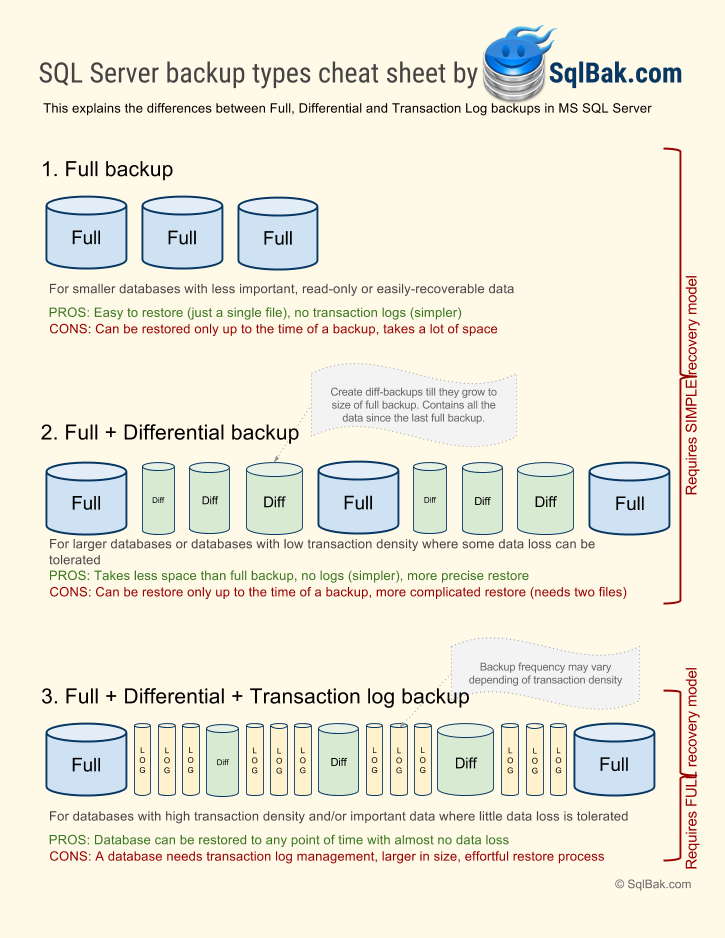 SQL Server backup types cheat sheet by SqlBak.com
This explains the differences between Full, Differential and Transaction Log backups in MS SQL Server
1. Full backup
Full Full Full
For smaller databases with less important, read-only or easily-recoverable data
PROS: Easy to restore (just a single file), no transaction logs (simpler)
CONS: Can be restored only up to the time of a backup, takes a lot of space
Requires SIMPLE recovery model
Create diff-backups till they grow to
size of full backup. Contains all the
data since the last full backup.
2. Full + Differential backup
Full Diff Diff Diff Full Diff Diff Diff Full
For larger databases or databases with low transaction density where some data loss can be
tolerated
PROS: Takes less space than full backup, no logs (simpler), more precise restore
CONS: Can be restore only up to the time of a backup, more complicated restore (needs two files)
Backup frequency may vary
depending of transaction density
3. Full + Differential + Transaction log backup
Full LOG LOG LOG Diff LOG LOG LOG Diff LOG LOG LOG Diff LOG LOG LOG Full
For databases with high transaction density and/or important data where little data loss is tolerated
PROS: Database can be restored to any point of time with almost no data loss
CONS: A database needs transaction log management, larger in size, effortful restore process
Requires FULL recovery model
© SqlBak.com